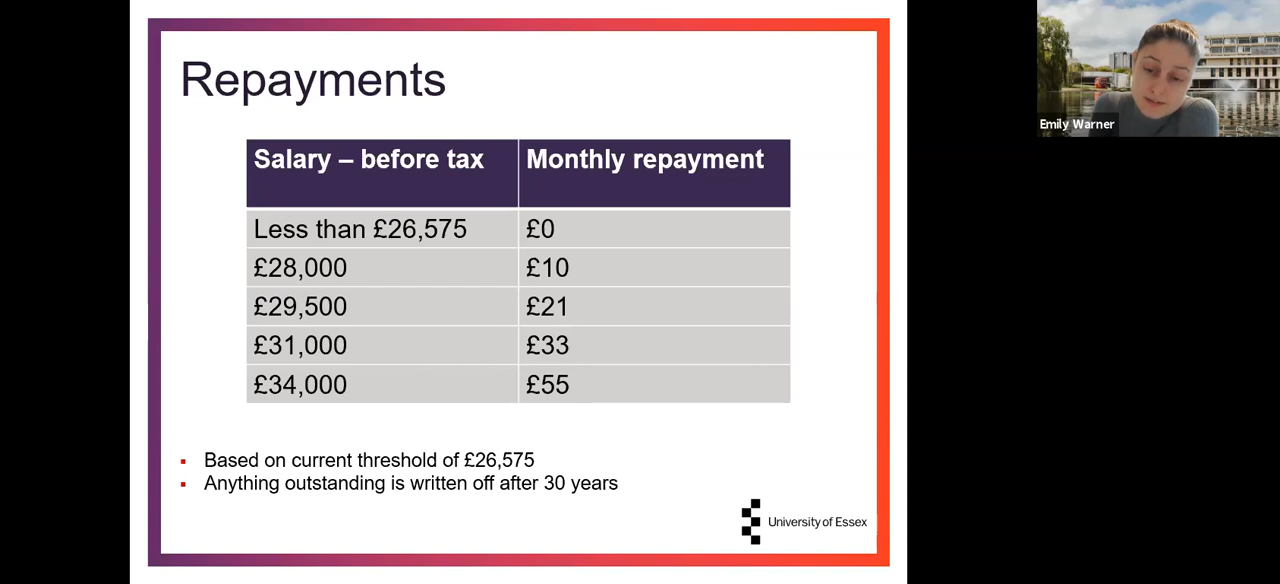 Repayments
Salary – before tax Monthly repayment
Less than £26,575 £0
£28,000 £10
£29,500 £21
£31,000 £33
£34,000 £55
Based on current threshold of £26,575
Anything outstanding is written off after 30 years
University of Essex
Emily Warner